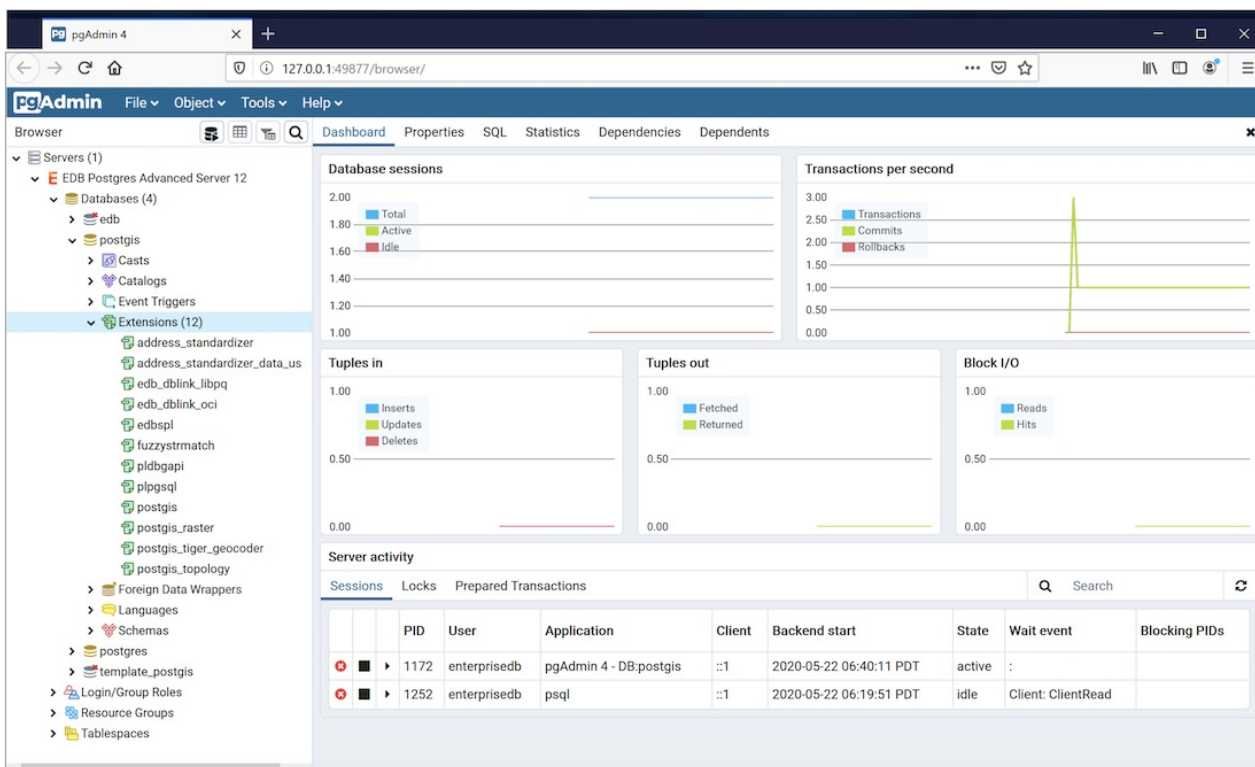 pgAdmin 4
127.0.0.1:49877/browser/
pgAdmin File Object Tools Help
Browser
Dashboard Properties SQL Statistics Dependencies Dependents
Servers (1)
EDB Postgres Advanced Server 12
Databases (4)
edb
postgis
Casts
Catalogs
Event Triggers
Extensions (12)
address_standardizer
address_standardizer_data_us
edb_dblink_libpq
edb_dblink_oci
edbspl
fuzzystrmatch
pldbgapi
plpgsql
postgis
postgis_raster
postgis_tiger_geocoder
postgis_topology
Foreign Data Wrappers
Languages
Schemas
postgres
template_postgis
Login/Group Roles
Resource Groups
Tablespaces
Database sessions
2.00
1.80
1.60
1.40
1.20
1.00
Total
Active
Idle
Transactions per second
3.00
2.50
2.00
1.50
1.00
0.50
0.00
Transactions
Commits
Rollbacks
Tuples in
1.00
0.50
0.00
Inserts
Updates
Deletes
Tuples out
1.00
0.50
0.00
Fetched
Returned
Block I/O
1.00
0.50
0.00
Reads
Hits
Server activity
Sessions Locks Prepared Transactions
Search
PID User Application Client Backend start State Wait event Blocking PIDs
1172 enterprisedb pgAdmin 4 - DB:postgis ::1 2020-05-22 06:40:11 PDT active :
1252 enterprisedb psql ::1 2020-05-22 06:19:51 PDT idle Client: ClientRead